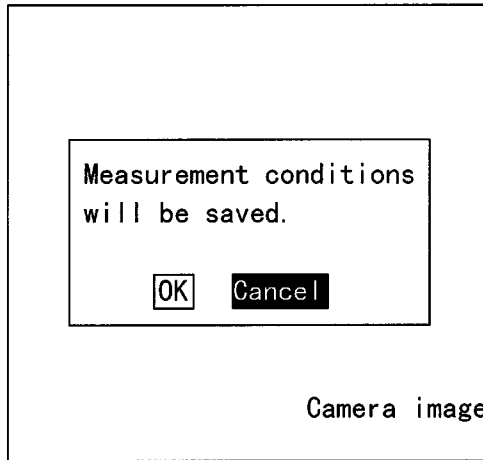 Measurement conditions
will be saved.
OK Cancel
Camera image